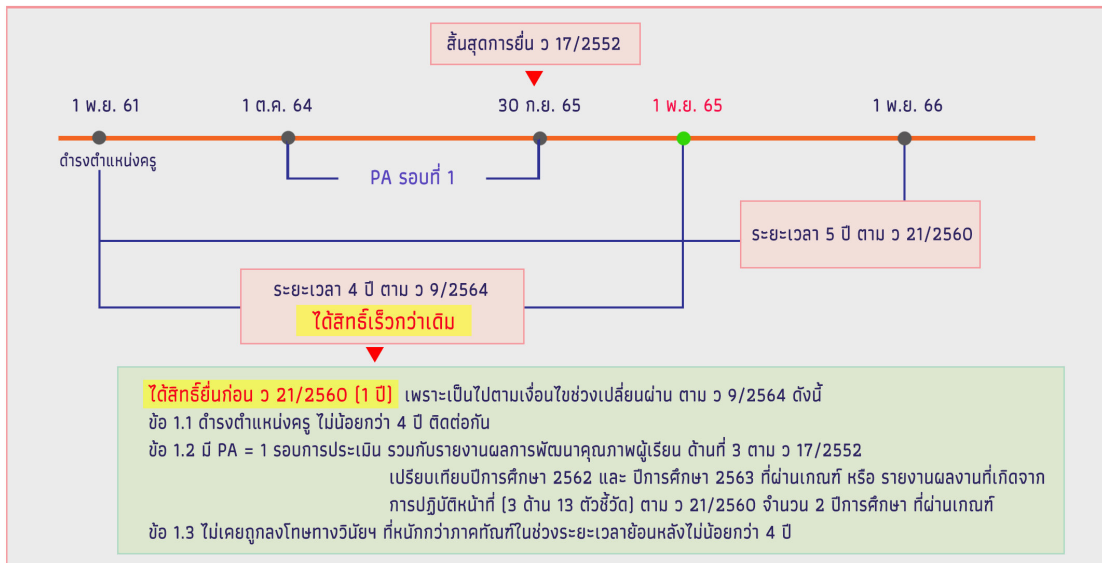 สิ้นสุดการยื่น ว 17/2552
1 พ.ย. 61
1 ต.ค. 64
30 ก.ย. 65
1 พ.ย. 65
1 พ.ย. 66
ดำรงตำแหน่งครู
PA รอบที่ 1
ระยะเวลา 5 ปี ตาม ว 21/2560
ระยะเวลา 4 ปี ตาม ว 9/2564
ได้สิทธิ์เร็วกว่าเดิม
ได้สิทธิ์ยื่นก่อน ว 21/2560 (1 ปี) เพราะเป็นไปตามเงื่อนไขช่วงเปลี่ยนผ่าน ตาม ว 9/2564 ดังนี้
ข้อ 1.1 ดำรงตำแหน่งครู ไม่น้อยกว่า 4 ปี ติดต่อกัน
ข้อ 1.2 มี PA = 1 รอบการประเมิน รวมกับรายงานผลการพัฒนาคุณภาพผู้เรียน ด้านที่ 3 ตาม ว 17/2552
เปรียบเทียบปีการศึกษา 2562 และ ปีการศึกษา 2563 ที่ผ่านเกณฑ์ หรือ รายงานผลงานที่เกิดจาก
การปฏิบัติหน้าที่ (3 ด้าน 13 ตัวชี้วัด) ตาม ว 21/2560 จำนวน 2 ปีการศึกษา ที่ผ่านเกณฑ์
ข้อ 1.3 ไม่เคยถูกลงโทษทางวินัยฯ ที่หนักกว่าภาคทัณฑ์ในช่วงระยะเวลาย้อนหลังไม่น้อยกว่า 4 ปี